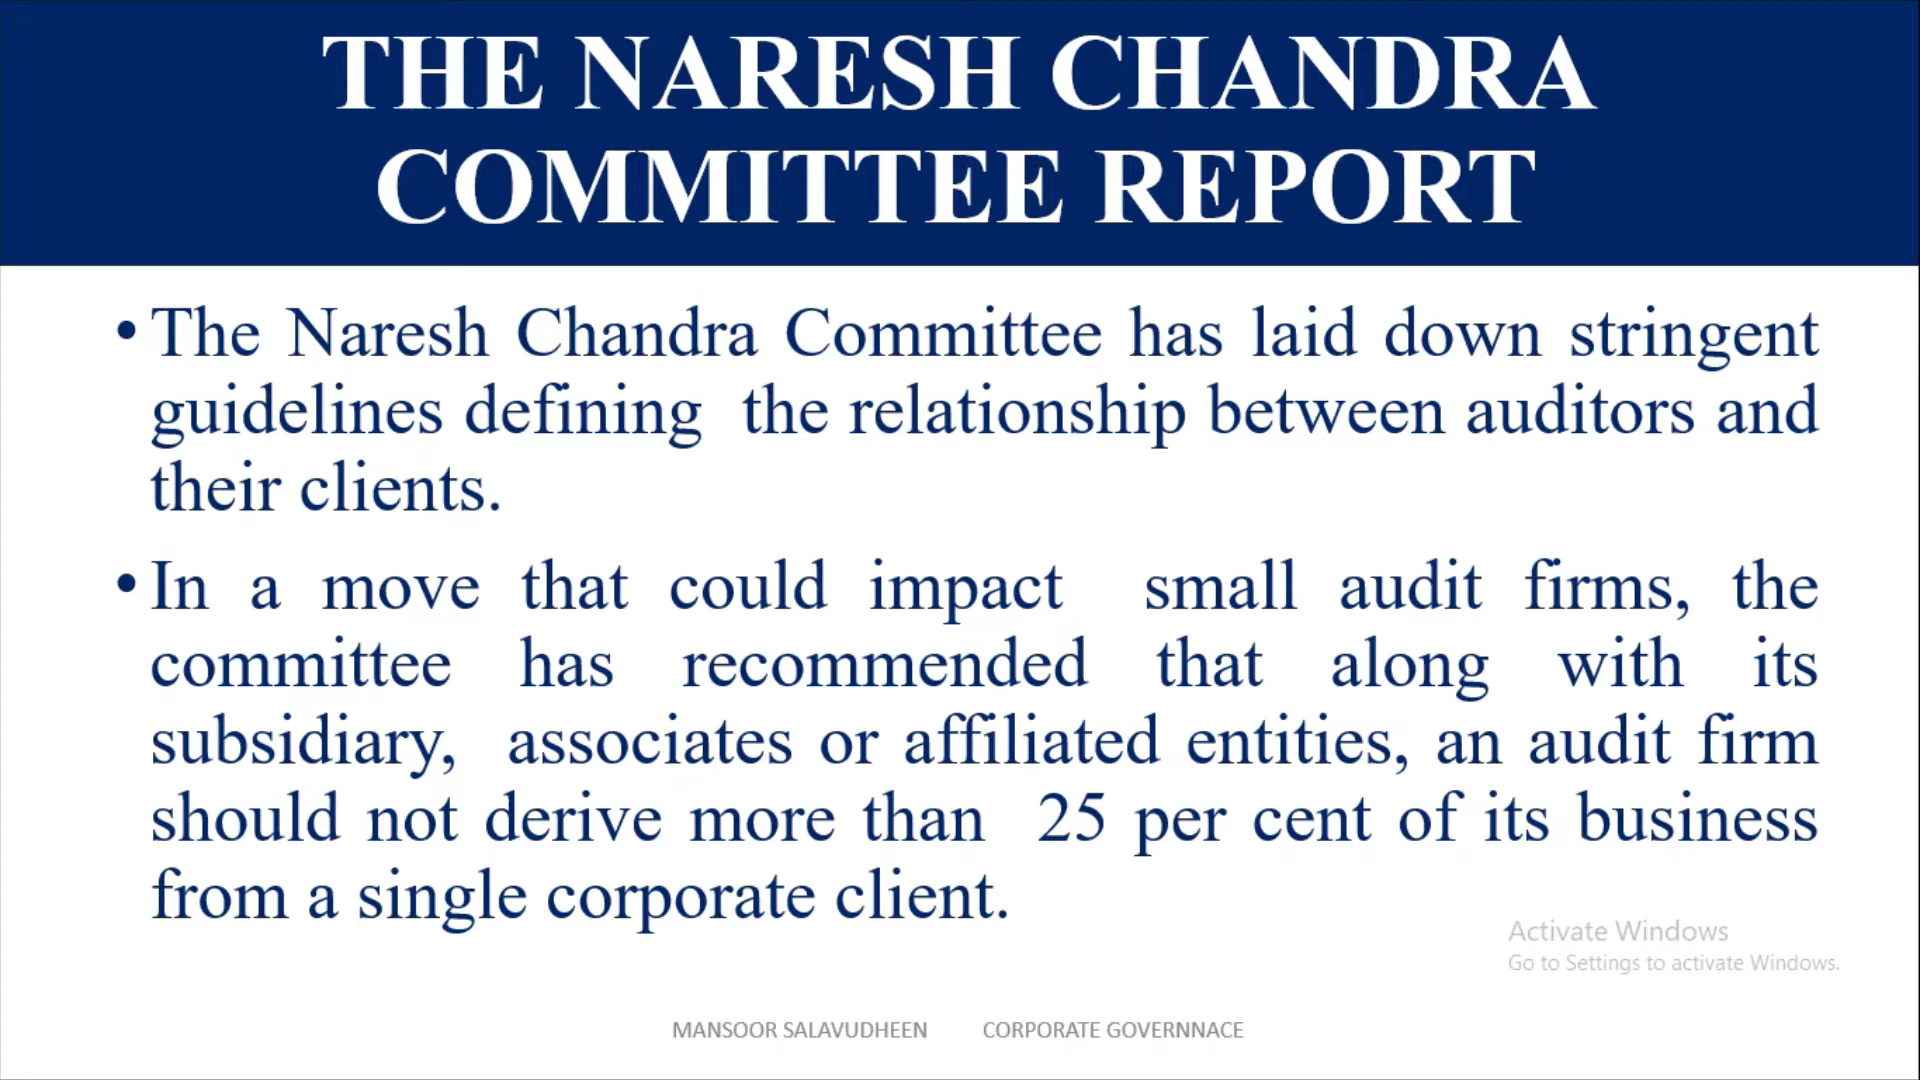 THE NARESH CHANDRA
COMMITTEE REPORT
• The Naresh Chandra Committee has laid down stringent
guidelines defining the relationship between auditors and
their clients.
• In a move that could impact small audit firms, the
committee has recommended that along with its
subsidiary, associates or affiliated entities, an audit firm
should not derive more than 25 per cent of its business
from a single corporate client.
Activate Windows
Go to Settings to activate Windows.
MANSOOR SALAVUDHEEN CORPORATE GOVERNNACE